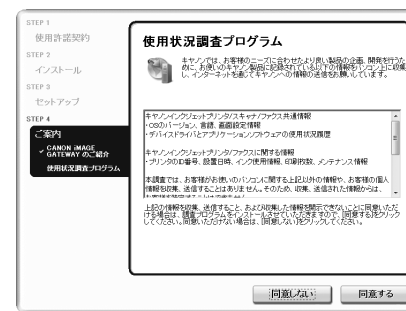 STEP 1
使用許諾契約
STEP 2
インストール
STEP 3
セットアップ
STEP 4
ご案内
CANON iMAGE
GATEWAY のご紹介
使用状況調査プログラム
使用状況調査プログラム
キヤノンでは、お客様のニーズに合わせたより良い製品の企画、開発を行うた
めに、お使いのキヤノン製品に記録されている以下の情報をパソコン上に収集
し、インターネットを通じてキヤノンへの情報の送信をお願いしています。
キヤノンインクジェットプリンタ/スキャナ/ファクス共通情報
・OSのバージョン、言語、画面設定情報
・デバイスドライバとアプリケーションソフトウェアの使用状況履歴
キヤノンインクジェットプリンタ/ファクスに関する情報
・プリンタのID番号、設置日時、インク使用情報、印刷枚数、メンテナンス情報
本調査では、お客様がお使いのパソコンに関する上記以外の情報や、お客様の個人
情報を収集、送信することはありません。そのため、収集、送信された情報からは、
上記の情報を収集、送信すること、および収集した情報を開示できないことに同意いただ
ける場合は、調査プログラムをインストールさせていただきますので、[同意する]をクリック
してください。同意いただけない場合は、[同意しない]をクリックしてください。
同意しない
同意する